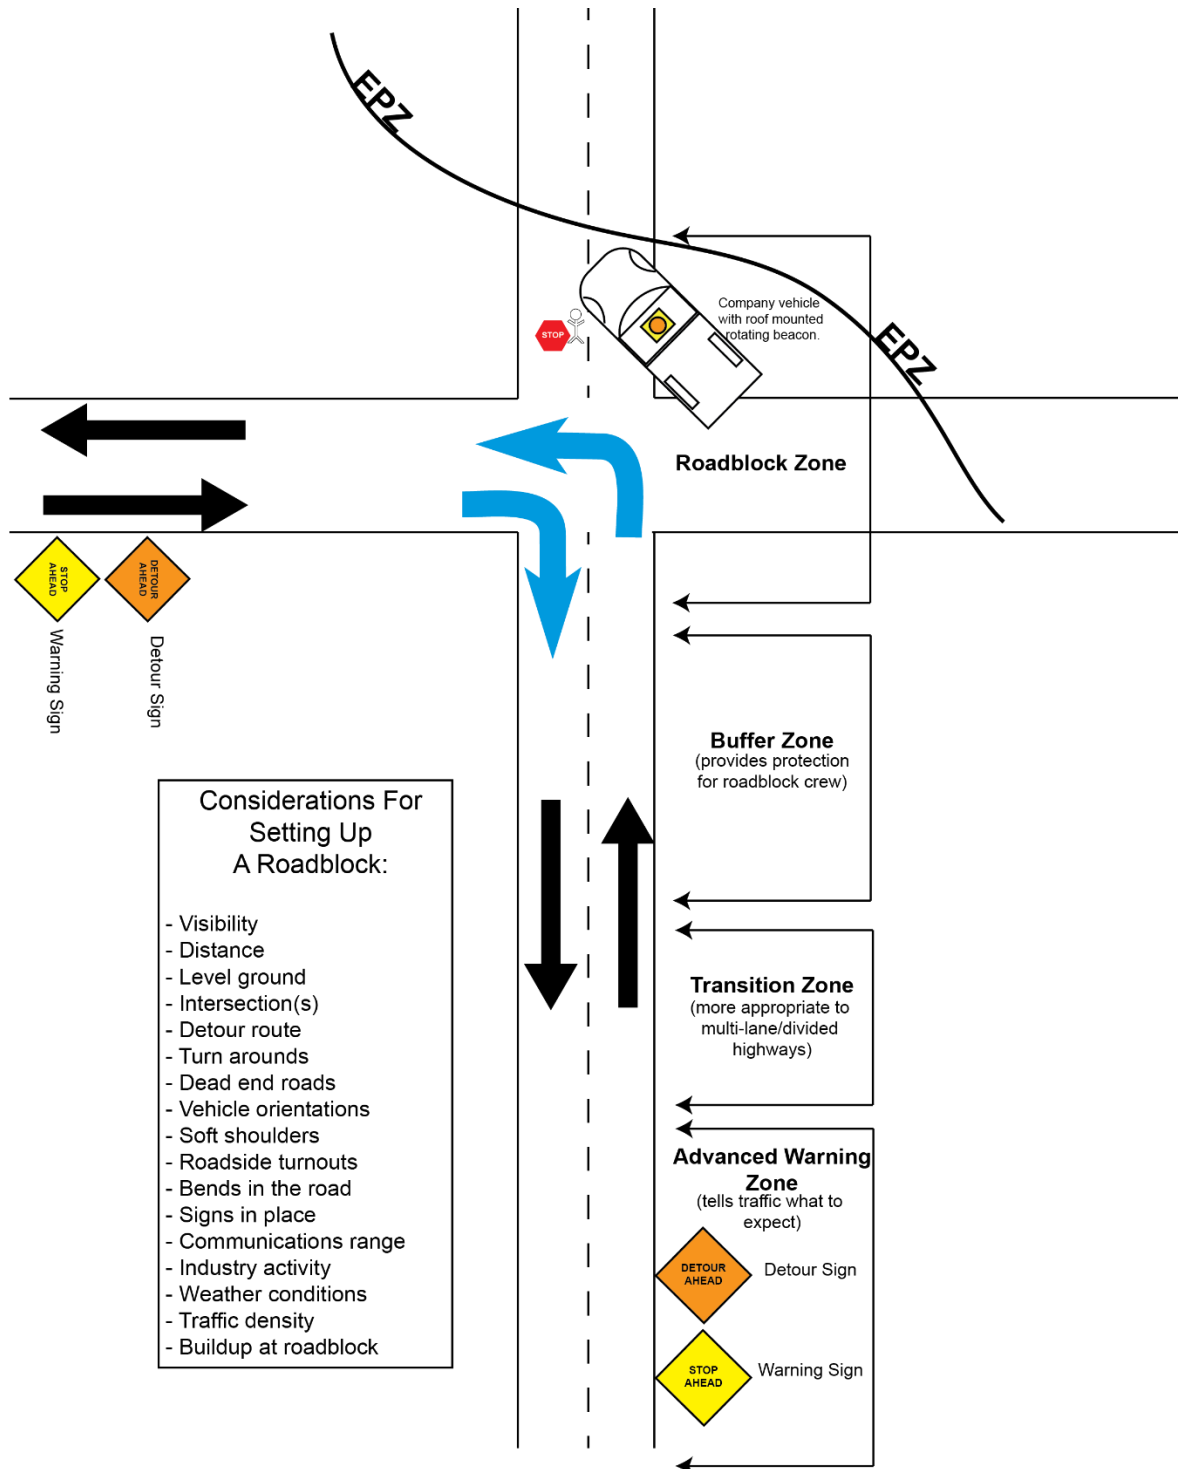 EPZ
Company vehicle
with roof mounted
rotating beacon.
STOP
EPZ
Roadblock Zone
STOP
AHEAD
DETOUR
AHEAD
Warning Sign
Detour Sign
Buffer Zone
(provides protection
for roadblock crew)
Considerations For
Setting Up
A Roadblock:
- Visibility
- Distance
- Level ground
- Intersection(s)
- Detour route
- Turn arounds
- Dead end roads
- Vehicle orientations
- Soft shoulders
- Roadside turnouts
- Bends in the road
- Signs in place
- Communications range
- Industry activity
- Weather conditions
- Traffic density
- Buildup at roadblock
Transition Zone
(more appropriate to
multi-lane/divided
highways)
Advanced Warning
Zone
(tells traffic what to
expect)
DETOUR
AHEAD
Detour Sign
STOP
AHEAD
Warning Sign